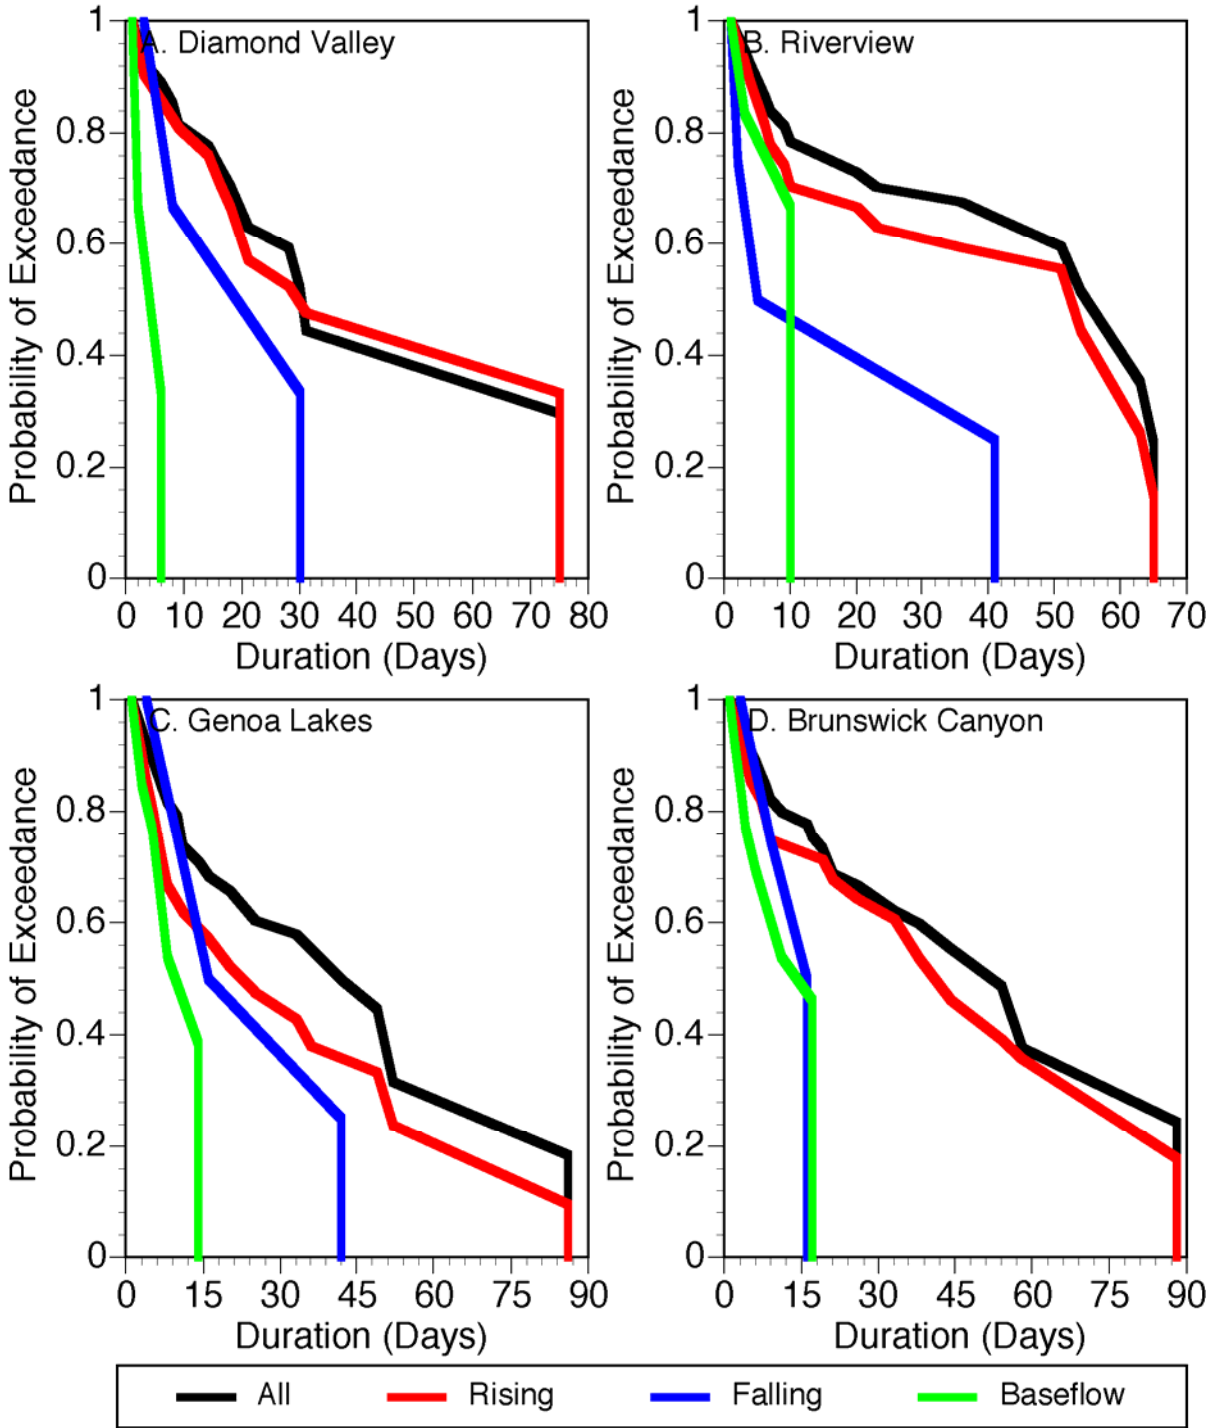 A. Diamond Valley
Probability of Exceedance
1
0.8
0.6
0.4
0.2
0
0 10 20 30 40 50 60 70 80
Duration (Days)
B. Riverview
Probability of Exceedance
1
0.8
0.6
0.4
0.2
0
0 10 20 30 40 50 60 70
Duration (Days)
C. Genoa Lakes
Probability of Exceedance
1
0.8
0.6
0.4
0.2
0
0 15 30 45 60 75 90
Duration (Days)
D. Brunswick Canyon
Probability of Exceedance
1
0.8
0.6
0.4
0.2
0
0 15 30 45 60 75 90
Duration (Days)
All Rising Falling Baseflow